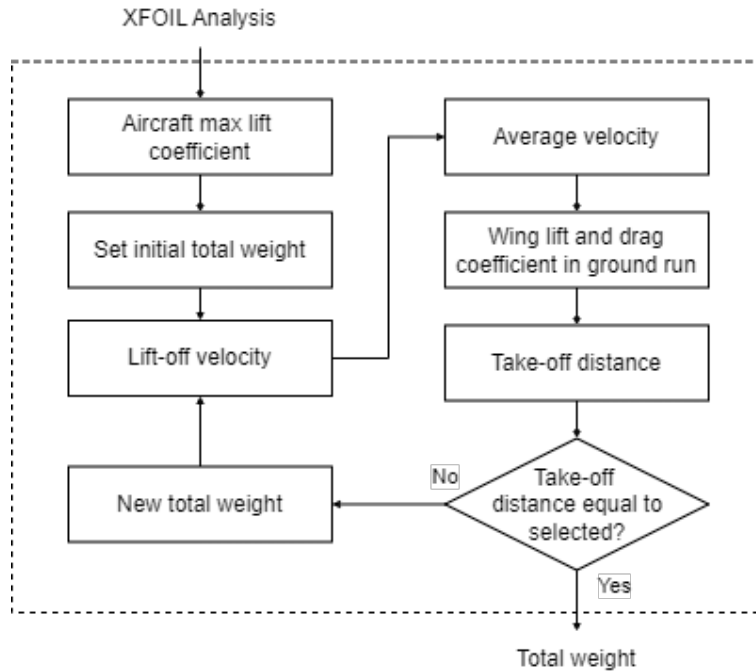 XFOIL Analysis
Aircraft max lift
coefficient
Set initial total weight
Lift-off velocity
New total weight
Average velocity
Wing lift and drag
coefficient in ground run
Take-off distance
Take-off
distance equal to
selected?
No
Yes
Total weight